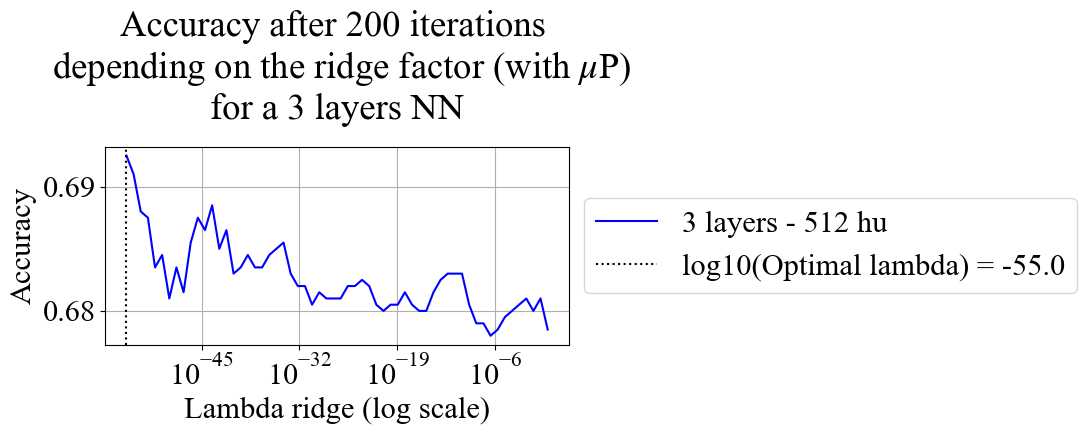 Accuracy after 200 iterations
depending on the ridge factor (with μP)
for a 3 layers NN
0.69
0.68
Accuracy
10⁻⁴⁵ 10⁻³² 10⁻¹⁹ 10⁻⁶
Lambda ridge (log scale)
3 layers - 512 hu
log10(Optimal lambda) = -55.0